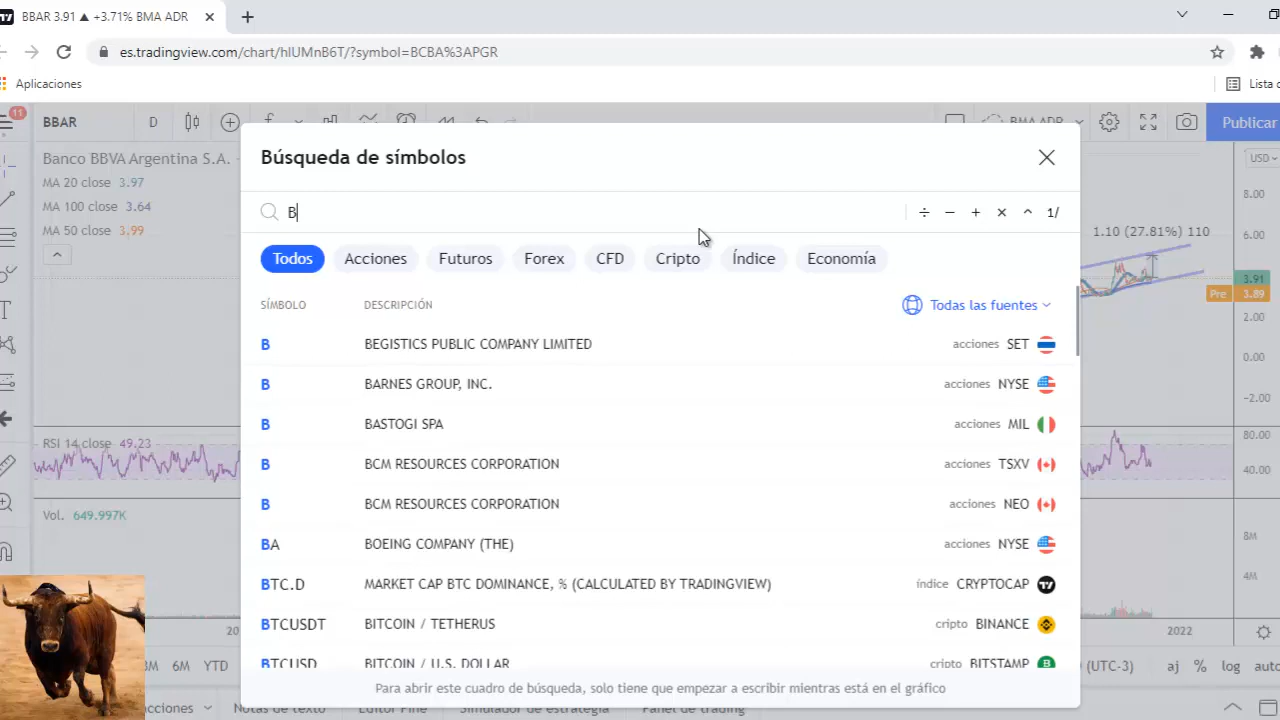 BBAR 3.91 ▲ +3.71% BMA ADR
es.tradingview.com/chart/hlUMnB6T/?symbol=BCBA%3APGR
Aplicaciones
Lista
11
BBAR
D
BMA ADR
Publicar
Banco BBVA Argentina S.A.
MA 20 close 3.97
MA 100 close 3.64
MA 50 close 3.99
Búsqueda de símbolos
B
÷ − + × ^ 1/
Todos
Acciones
Futuros
Forex
CFD
Cripto
Índice
Economía
SÍMBOLO
DESCRIPCIÓN
Todas las fuentes
B BEGISTICS PUBLIC COMPANY LIMITED acciones SET
B BARNES GROUP, INC. acciones NYSE
B BASTOGI SPA acciones MIL
B BCM RESOURCES CORPORATION acciones TSXV
B BCM RESOURCES CORPORATION acciones NEO
BA BOEING COMPANY (THE) acciones NYSE
BTC.D MARKET CAP BTC DOMINANCE, % (CALCULATED BY TRADINGVIEW) índice CRYPTOCAP
BTCUSDT BITCOIN / TETHERUS cripto BINANCE
BTCUSD BITCOIN / U.S. DOLLAR cripto BITSTAMP
Para abrir este cuadro de búsqueda, solo tiene que empezar a escribir mientras está en el gráfico
USD
8.00
1.10 (27.81%) 110
6.00
3.91
Pre 3.89
2.00
0.00
−2.00
RSI 14 close 49.23
80.00
40.00
Vol. 649.997K
8M
4M
20
2022
6M YTD
(UTC-3)
aj % log auto
acciones
Notas de texto
Editor Pine
Simulador de estrategia
Panel de trading